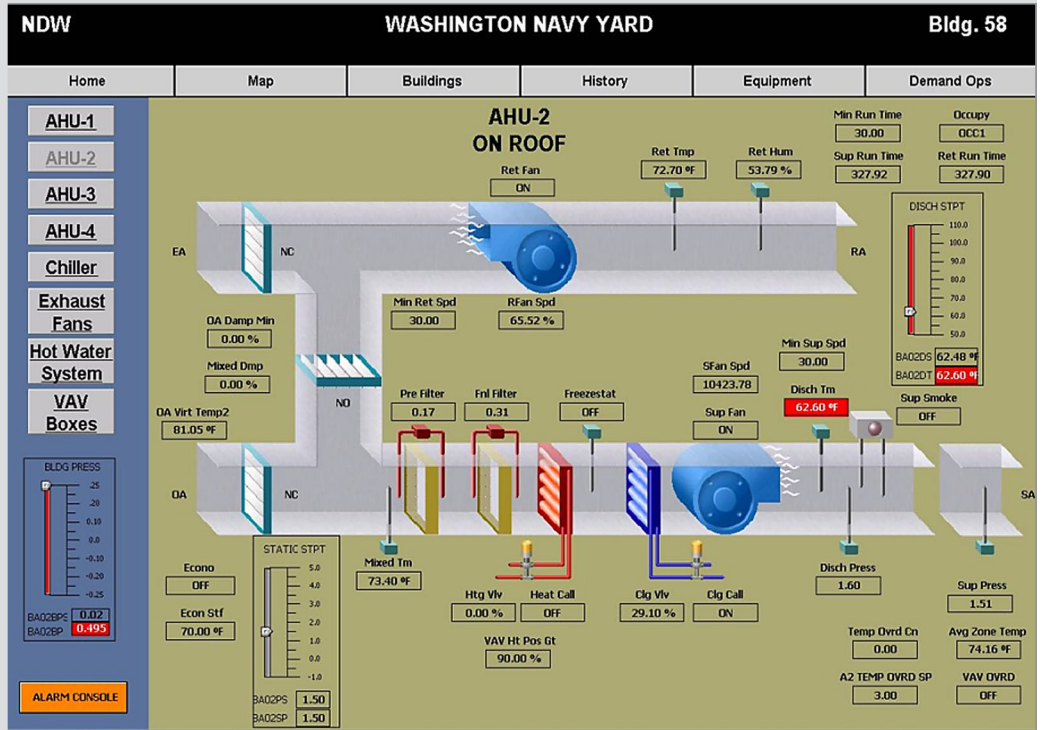 NDW
WASHINGTON NAVY YARD
Bldg. 58
Home
Map
Buildings
History
Equipment
Demand Ops
AHU-1
AHU-2
AHU-3
AHU-4
Chiller
Exhaust
Fans
Hot Water
System
VAV
Boxes
BLDG PRESS
.25
.20
0.10
0.0
-0.10
-0.20
-0.25
BA02BPS 0.02
BA02BP 0.495
ALARM CONSOLE
AHU-2
ON ROOF
Ret Fan
ON
Ret Tmp
72.70 ºF
Ret Hum
53.79 %
Min Run Time
30.00
Occupy
OCC1
Sup Run Time
327.92
Ret Run Time
327.90
DISCH STPT
110.0
100.0
90.0
80.0
70.0
60.0
50.0
BA02DS 62.48 ºF
BA02DT 62.60 ºF
EA
NC
RA
OA Damp Min
0.00 %
Mixed Dmp
0.00 %
NO
Min Ret Spd
30.00
RFan Spd
65.52 %
OA Virt Temp2
81.05 ºF
Pre Filter
0.17
Fnl Filter
0.31
Freezestat
OFF
SFan Spd
10423.78
Sup Fan
ON
Min Sup Spd
30.00
Disch Tm
62.60 ºF
Sup Smoke
OFF
OA
NC
SA
Econo
OFF
Econ Stf
70.00 ºF
STATIC STPT
5.0
4.0
3.0
2.0
1.0
0.0
-1.0
BA02PS 1.50
BA02SP 1.50
Mixed Tm
73.40 ºF
Htg Vlv
0.00 %
Heat Call
OFF
VAV Ht Pos Gt
90.00 %
Clg Vlv
29.10 %
Clg Call
ON
Disch Press
1.60
Sup Press
1.51
Temp Ovrd Cn
0.00
Avg Zone Temp
74.16 ºF
A2 TEMP OVRD SP
3.00
VAV OVRD
OFF